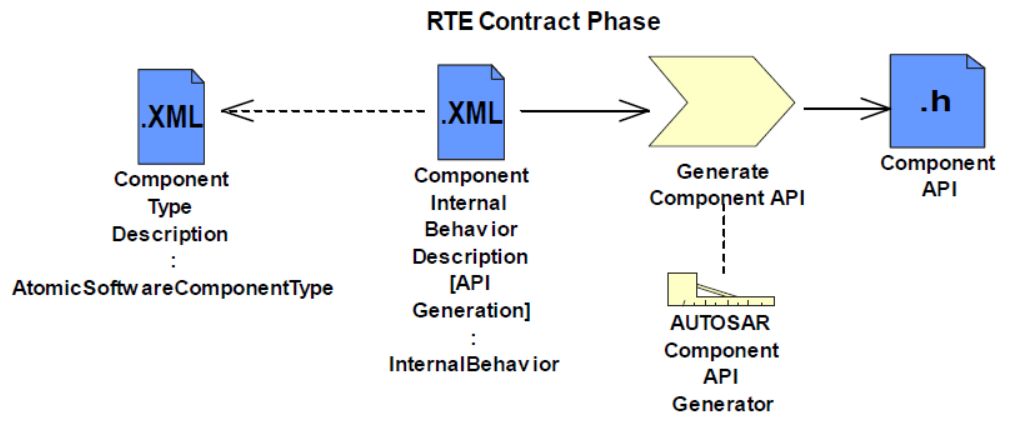 RTE Contract Phase
.XML
Component
Type
Description
:
AtomicSoftwareComponentType
.XML
Component
Internal
Behavior
Description
[API
Generation]
:
InternalBehavior
Generate
Component API
AUTOSAR
Component
API
Generator
.h
Component
API